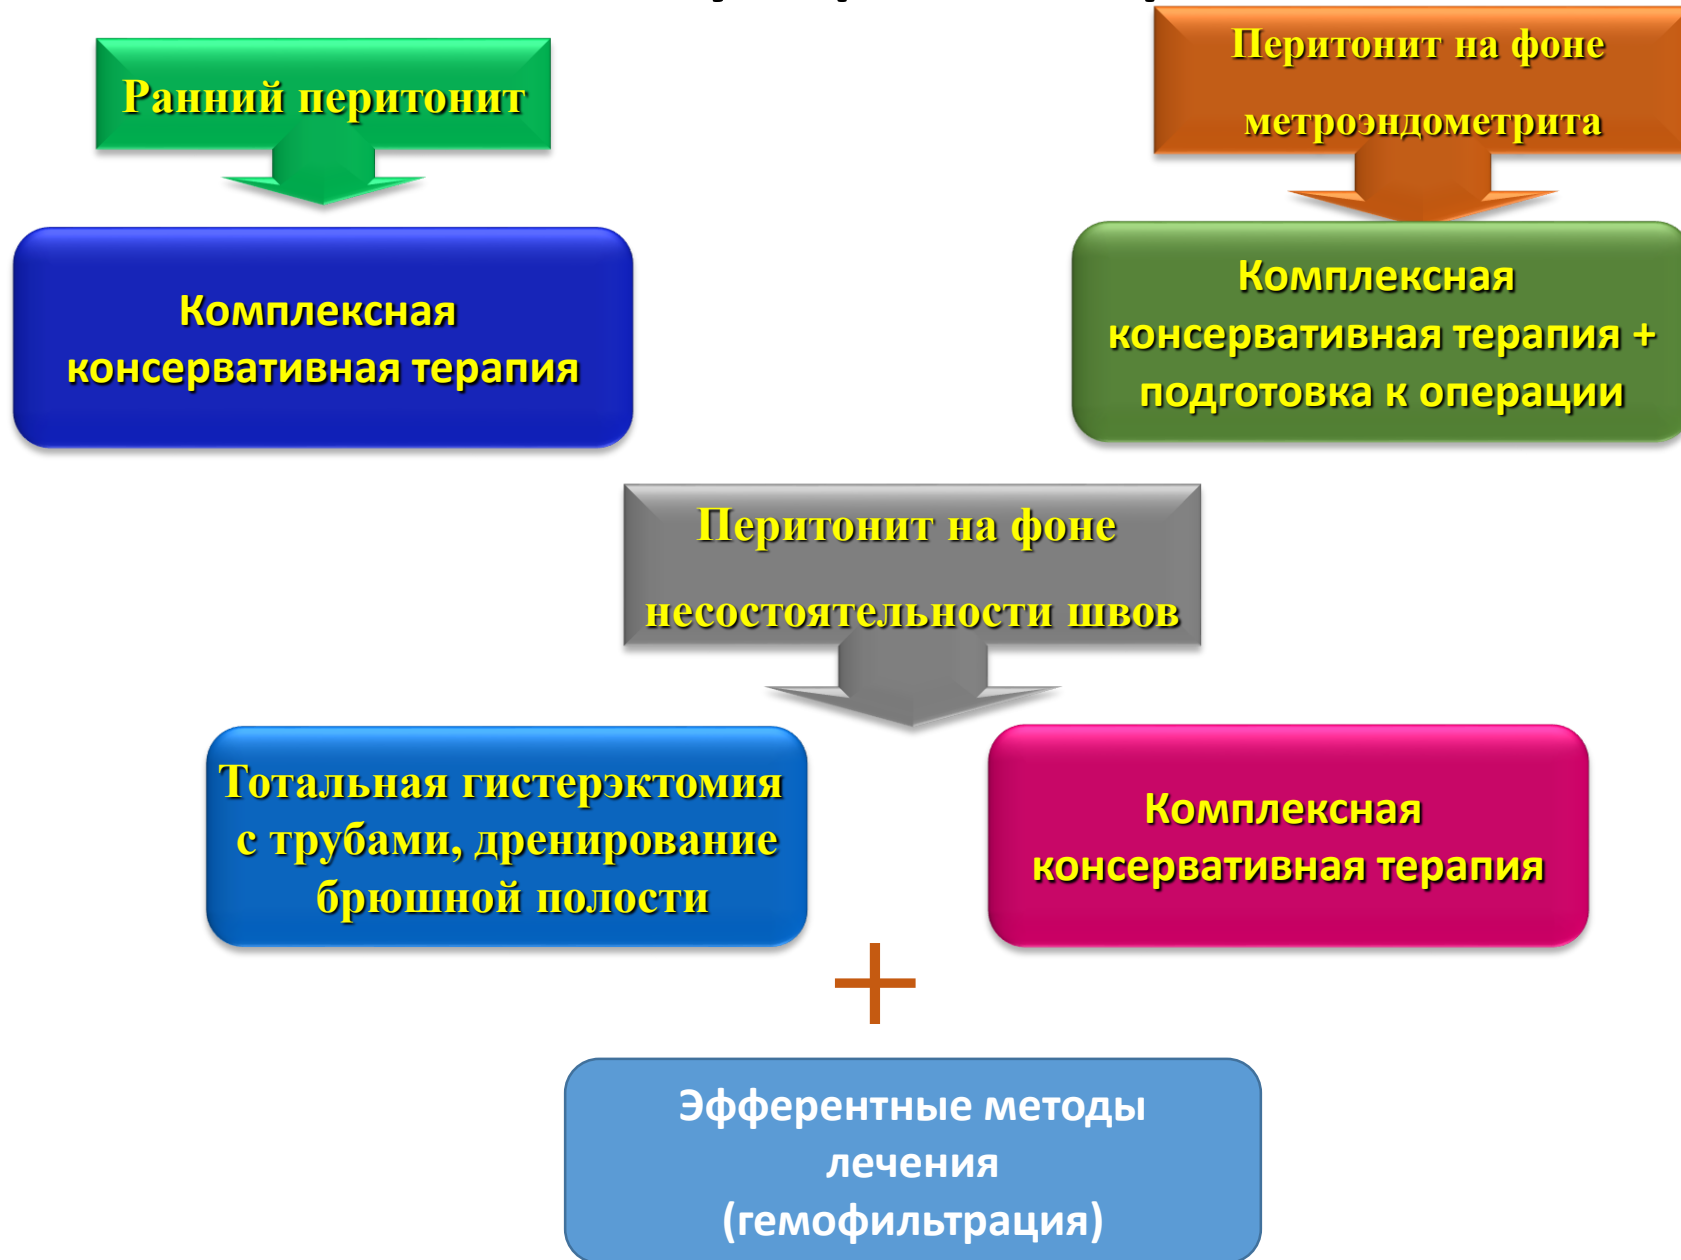 Ранний перитонит
Перитонит на фоне
метроэндометрита
Комплексная
консервативная терапия
Комплексная
консервативная терапия +
подготовка к операции
Перитонит на фоне
несостоятельности швов
Тотальная гистерэктомия
с трубами, дренирование
брюшной полости
Комплексная
консервативная терапия
+
Эфферентные методы
лечения
(гемофильтрация)